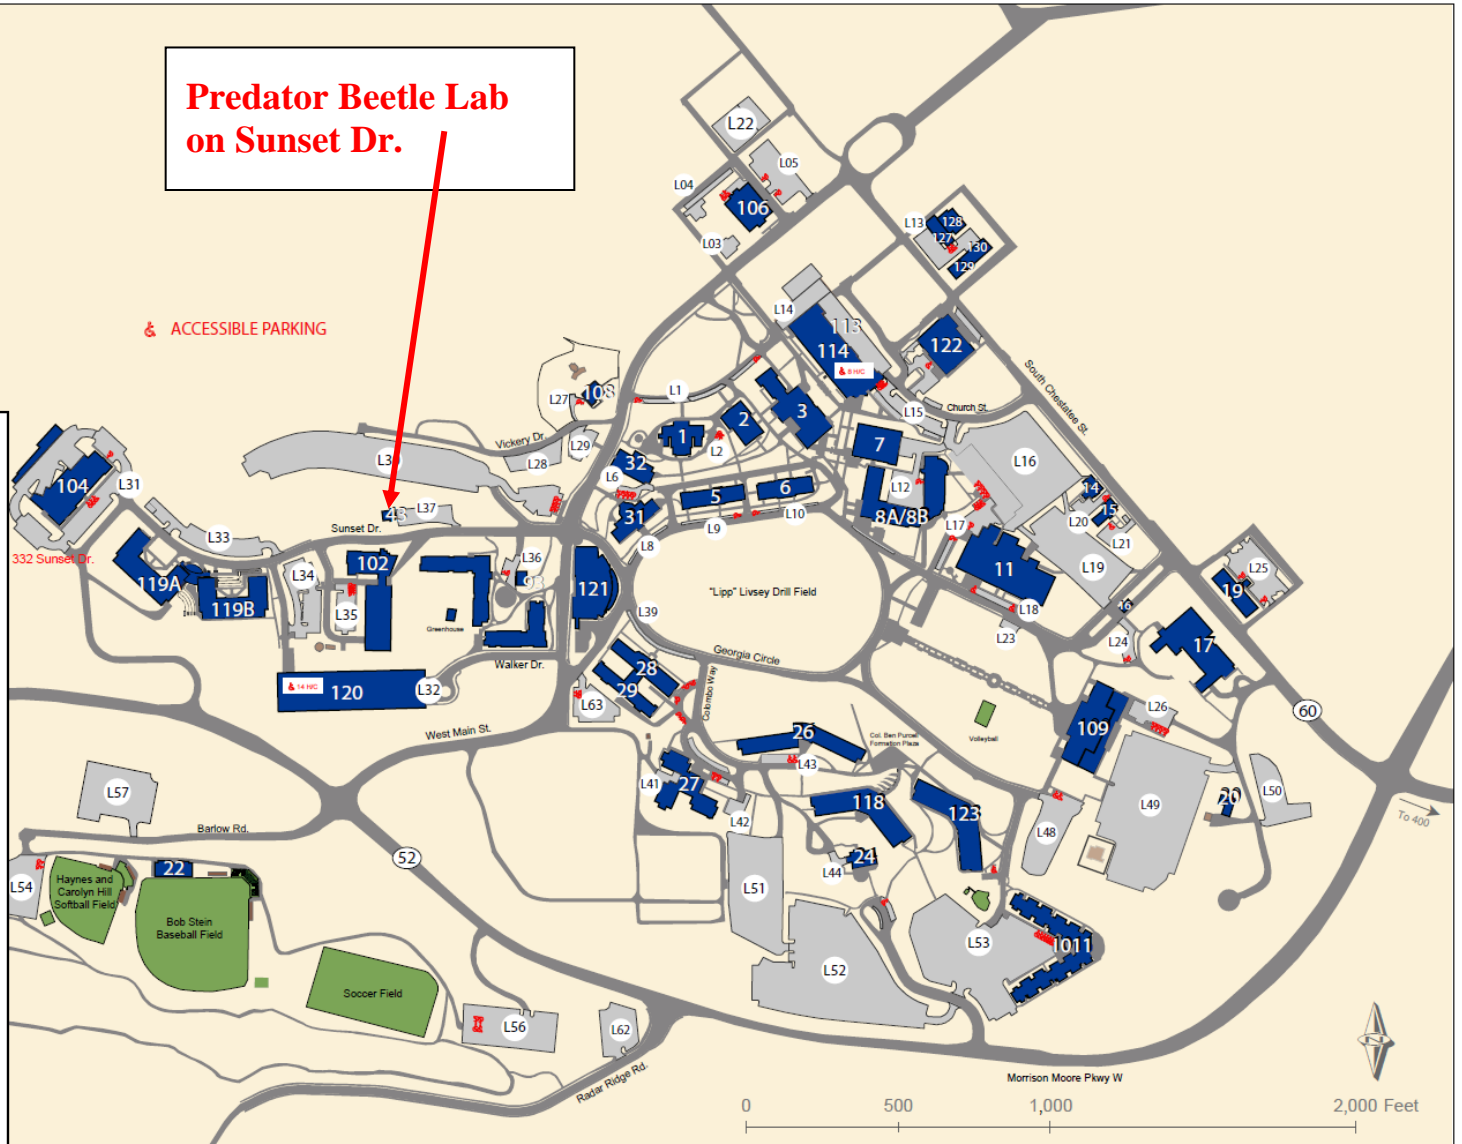 Predator Beetle Lab
on Sunset Dr.
ACCESSIBLE PARKING
L22
L05
L04
106
L03
L13
128
127
130
129
L14
113
114
8 H/C
122
South Chestatee St.
Church St.
L15
108
L27
L1
Vickery Dr.
L29
L28
2
3
1
L2
7
32
L6
L16
104
L31
L37
43
Sunset Dr.
5
6
L12
14
15
31
8A/8B
L17
L20
L21
L33
L9
L10
L8
332 Sunset Dr.
102
L36
93
119A
119B
L34
L35
121
"Lipp" Livsey Drill Field
11
L19
L25
19
L18
16
L39
Greenhouse
L23
L24
17
Walker Dr.
Georgia Circle
28
29
Colombo Way
14 H/C
120
L32
L63
L26
60
West Main St.
26
Col. Ben Purcell
Formation Plaza
Volleyball
109
L43
L41
27
L57
118
123
L49
20
L50
To 400
L42
L48
Barlow Rd.
52
24
L44
22
L54
Haynes and
Carolyn Hill
Softball Field
L51
Bob Stein
Baseball Field
L53
1011
L52
Soccer Field
L56
L62
Radar Ridge Rd.
N
Morrison Moore Pkwy W
0 500 1,000 2,000 Feet